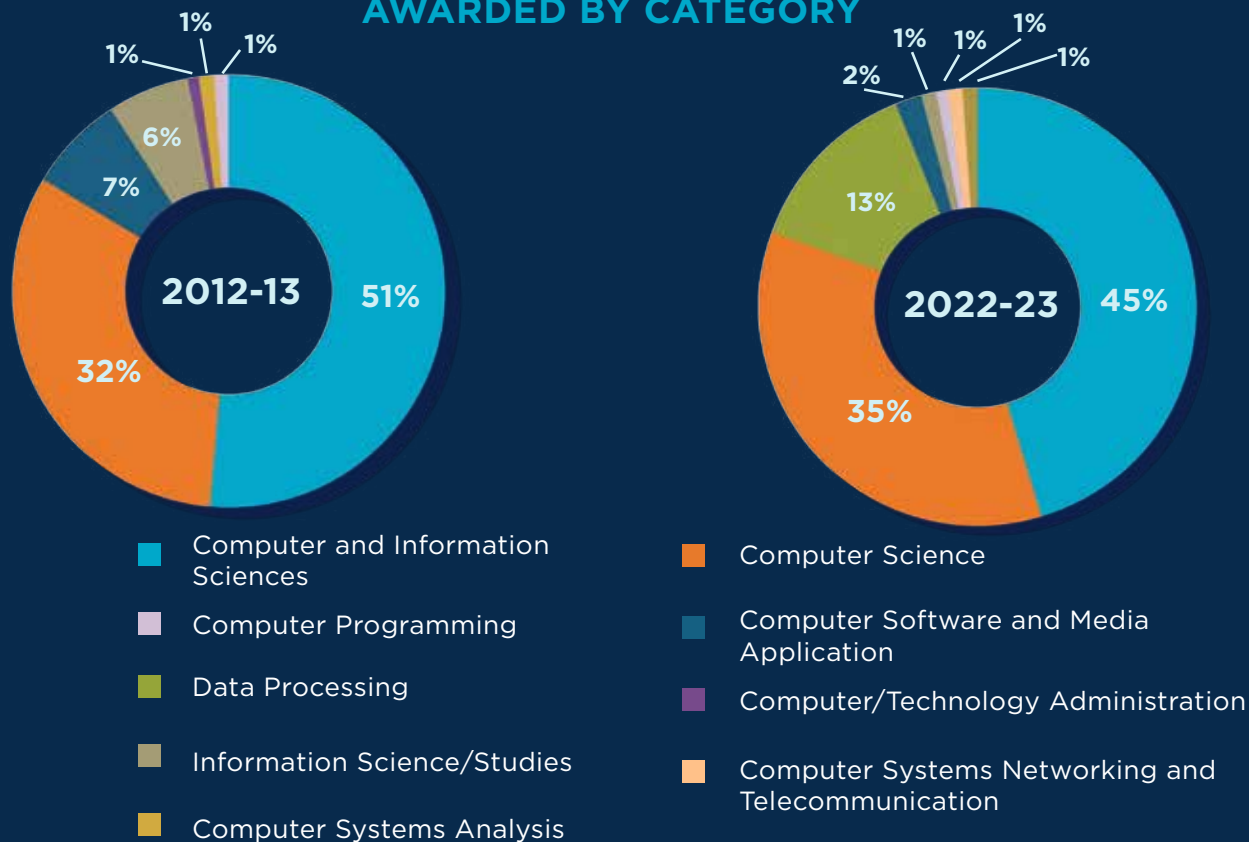 AWARDED BY CATEGORY
1%
1%
1%
6%
7%
2012-13
51%
32%
1%
1%
1%
1%
2%
13%
2022-23
45%
35%
Computer and Information
Sciences
Computer Programming
Data Processing
Information Science/Studies
Computer Systems Analysis
Computer Science
Computer Software and Media
Application
Computer/Technology Administration
Computer Systems Networking and
Telecommunication